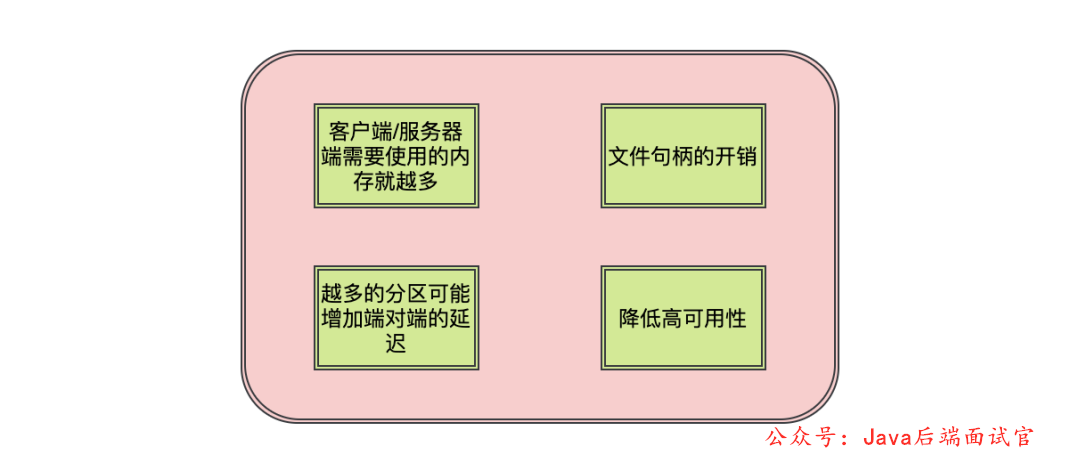 客户端/服务器
端需要使用的内
存就越多
文件句柄的开销
越多的分区可能
增加端对端的延
迟
降低高可用性
公众号：Java后端面试官